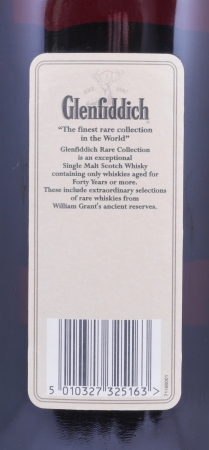 Glenfiddich
"The finest rare collection
in the World"
Glenfiddich Rare Collection
is an exceptional
Single Malt Scotch Whisky
containing only whiskies aged for
Forty Years or more.
These include extraordinary selections
of rare whiskies from
William Grant's ancient reserves.
5 010327 325163 >